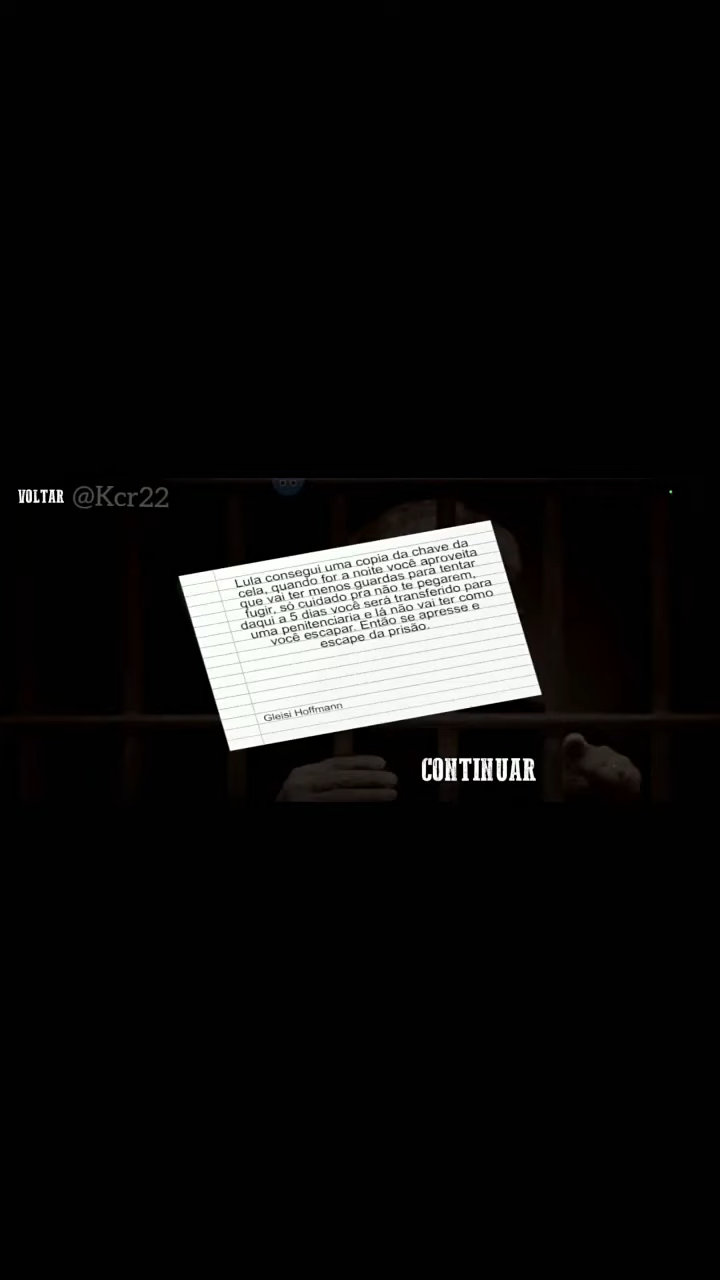 VOLTAR @Kcr22
Lula consegui uma copia da chave da
cela, quando for a noite você aproveita
que vai ter menos guardas para tentar
fugir, só cuidado pra não te pegarem,
daqui a 5 dias você será transferido para
uma penitenciaria e lá não vai ter como
você escapar. Então se apresse e
escape da prisão.
Gleisi Hoffmann
CONTINUAR